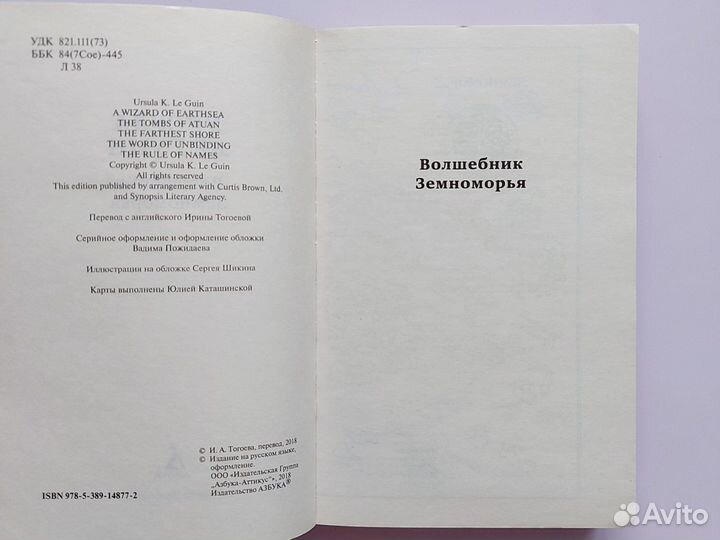 УДК 821.111(73)
ББК 84(7Сое)-445
Л 38
Ursula K. Le Guin
A WIZARD OF EARTHSEA
THE TOMBS OF ATUAN
THE FARTHEST SHORE
THE WORD OF UNBINDING
THE RULE OF NAMES
Copyright © Ursula K. Le Guin
All rights reserved
This edition published by arrangement with Curtis Brown, Ltd.
and Synopsis Literary Agency.
Перевод с английского Ирины Тогоевой
Серийное оформление и оформление обложки
Вадима Пожидаева
Иллюстрация на обложке Сергея Шикина
Карты выполнены Юлией Каташинской
© И. А. Тогоева, перевод, 2018
© Издание на русском языке,
оформление.
ООО «Издательская Группа
„Азбука-Аттикус“», 2018
Издательство АЗБУКА®
ISBN 978-5-389-14877-2
Волшебник
Земноморья
Avito